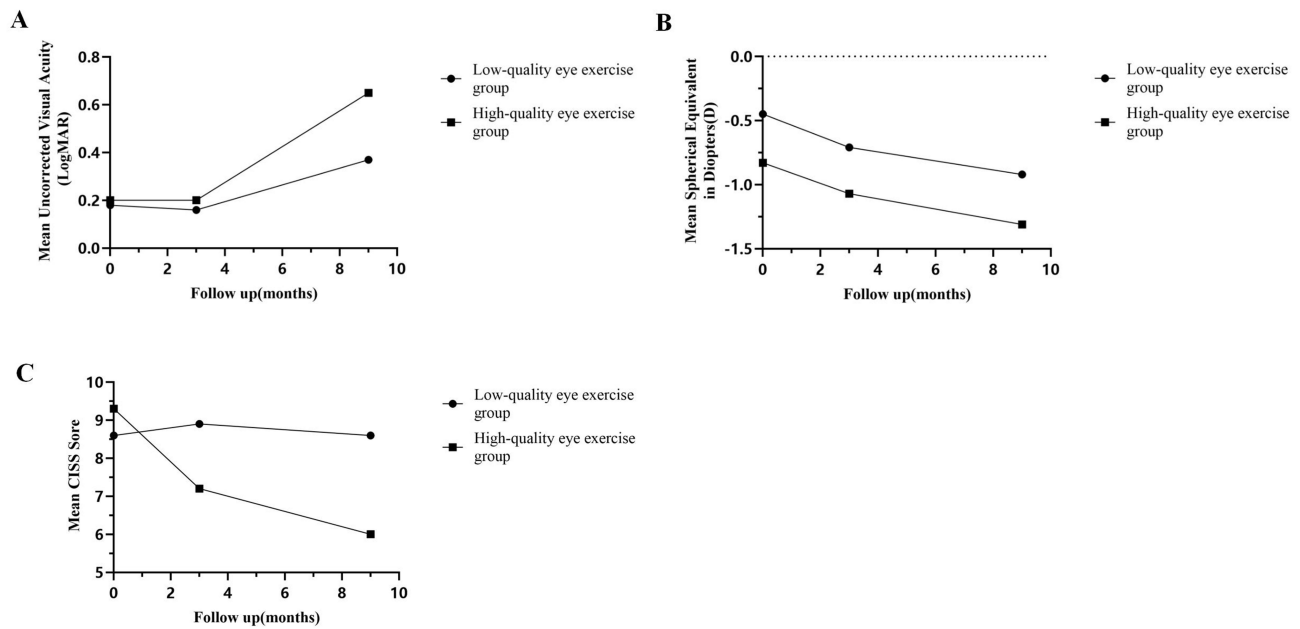 A
Mean Uncorrected Visual Acuity
(LogMAR)
0.8
0.6
0.4
0.2
0.0
0 2 4 6 8 10
Follow up(months)
Low-quality eye exercise
group
High-quality eye exercise
group
B
Mean Spherical Equivalent
in Diopters(D)
0.0
-0.5
-1.0
-1.5
0 2 4 6 8 10
Follow up(months)
Low-quality eye exercise
group
High-quality eye exercise
group
C
Mean CISS Sore
10
9
8
7
6
5
0 2 4 6 8 10
Follow up(months)
Low-quality eye exercise
group
High-quality eye exercise
group